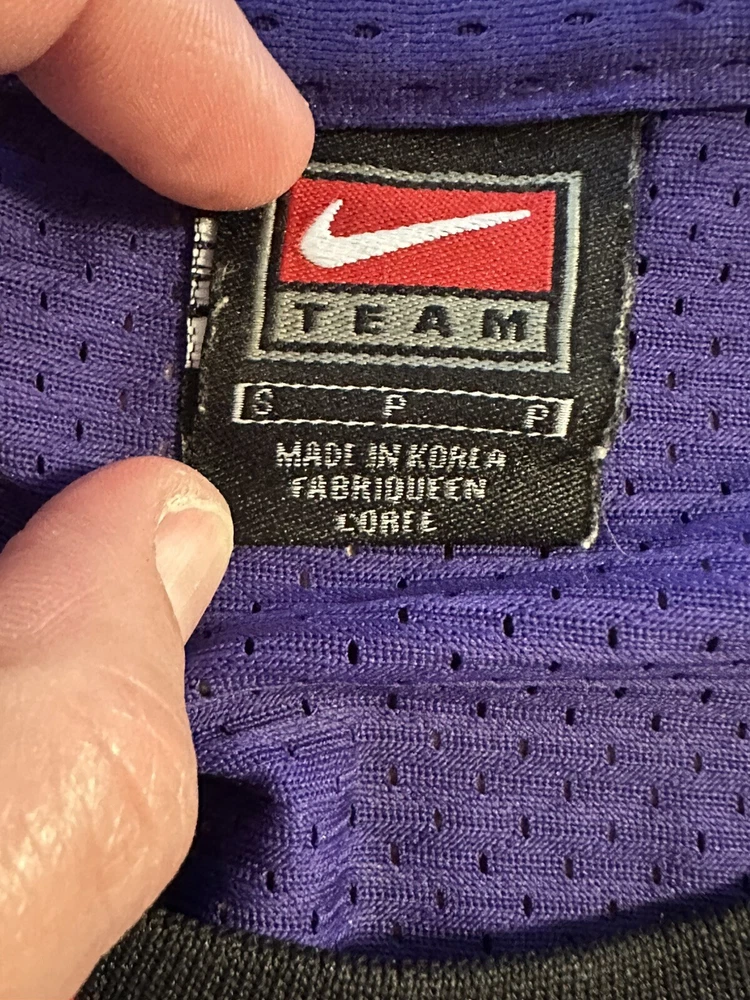 TEAM
S P P
MADE IN KOREA
FABRIQUEEN
COREE